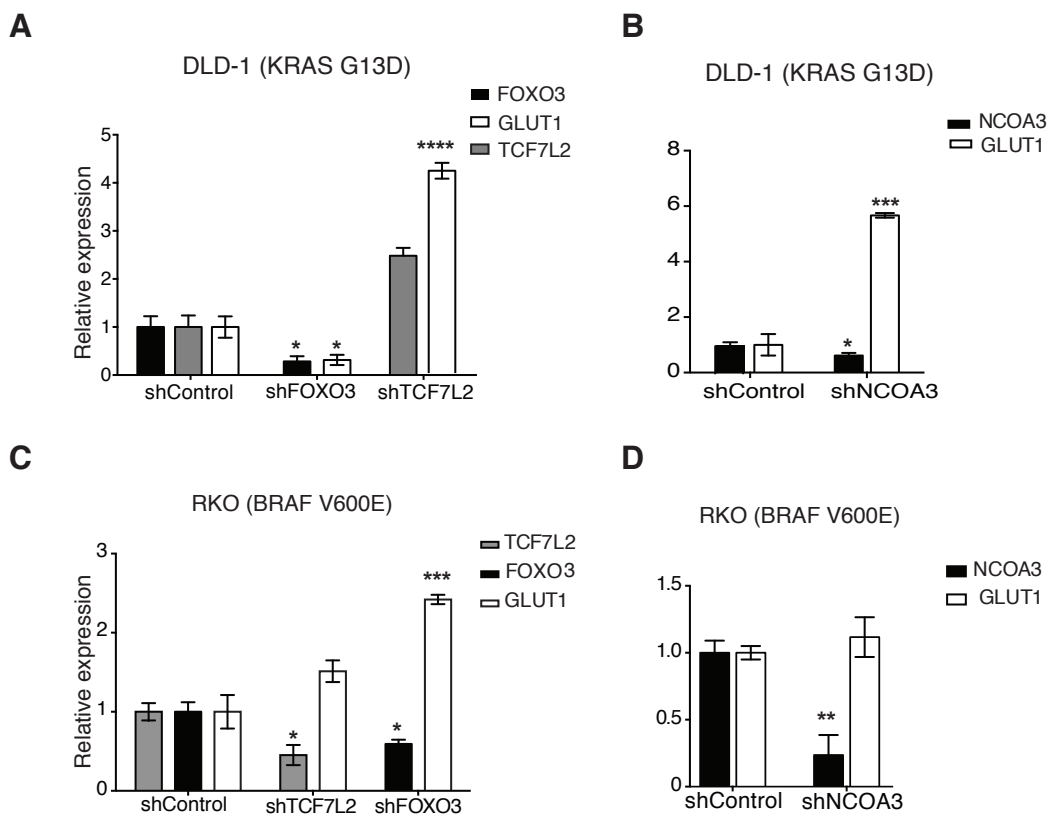 A
DLD-1 (KRAS G13D)
FOXO3
GLUT1
TCF7L2
Relative expression
5
4
3
2
1
0
****
* *
shControl shFOXO3 shTCF7L2
B
DLD-1 (KRAS G13D)
NCOA3
GLUT1
8
6
4
2
0
***
*
shControl shNCOA3
C
RKO (BRAF V600E)
TCF7L2
FOXO3
GLUT1
Relative expression
3
2
1
0
***
* *
shControl shTCF7L2 shFOXO3
D
RKO (BRAF V600E)
NCOA3
GLUT1
1.5
1.0
0.5
0
**
shControl shNCOA3